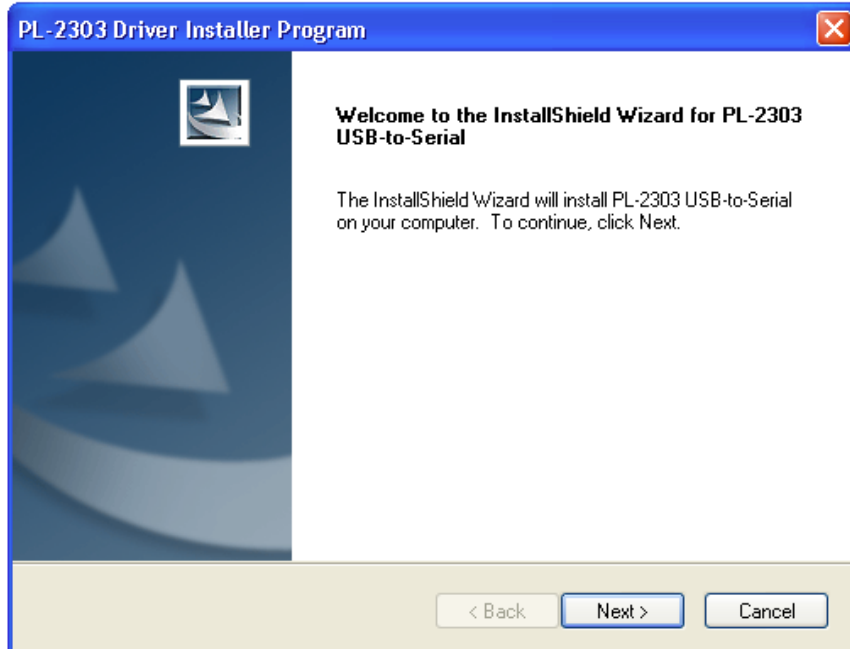 PL-2303 Driver Installer Program
Welcome to the InstallShield Wizard for PL-2303
USB-to-Serial
The InstallShield Wizard will install PL-2303 USB-to-Serial
on your computer.  To continue, click Next.
< Back
Next >
Cancel